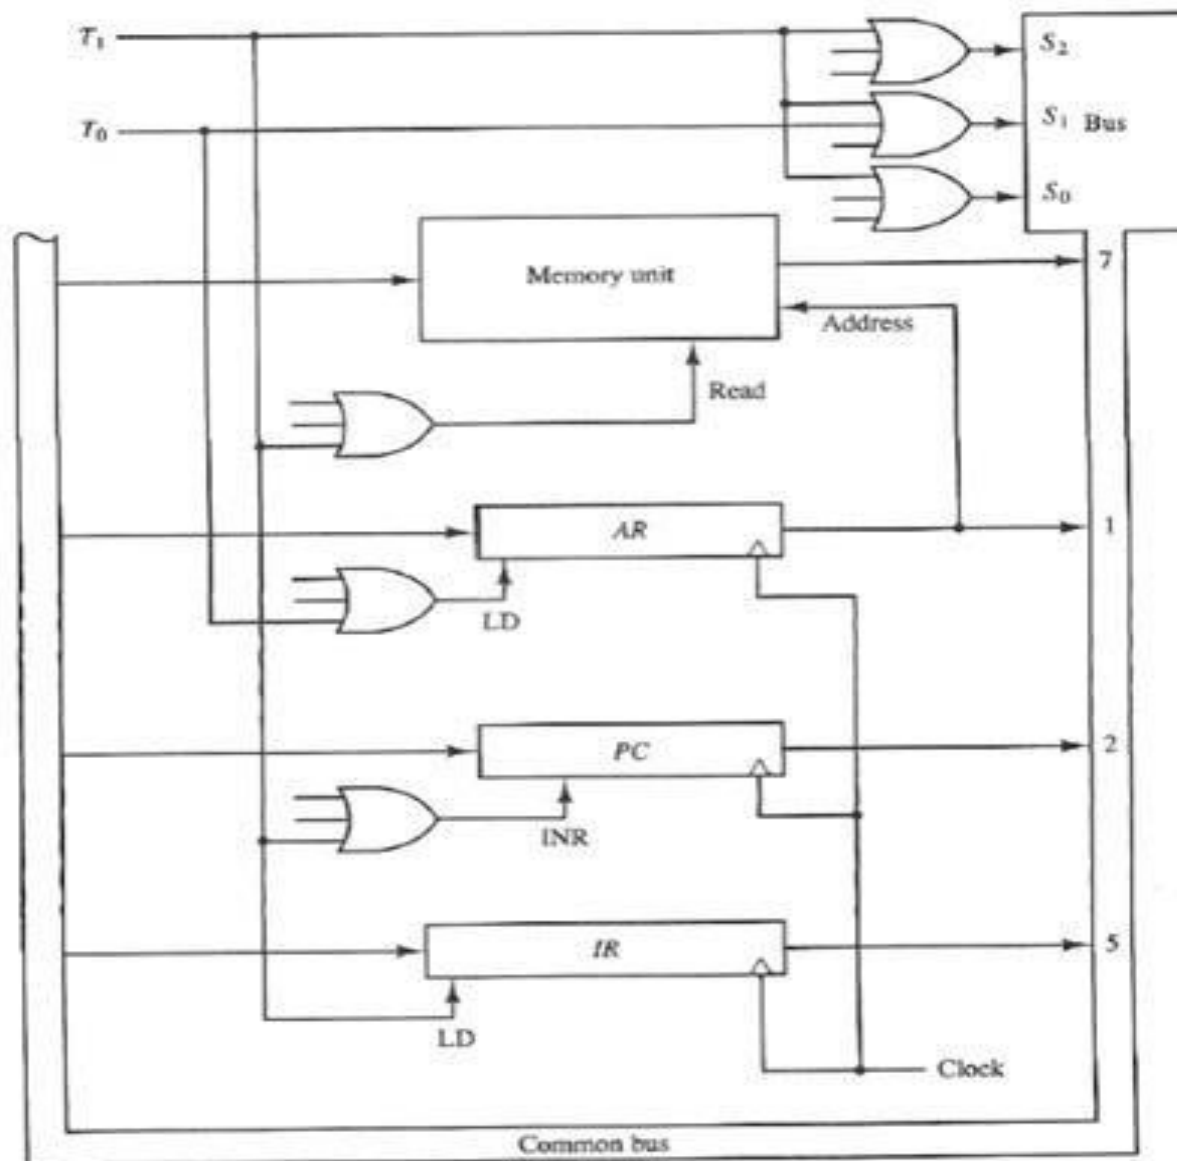 T₁
S₂
T₀
S₁ Bus
S₀
7
Memory unit
Address
Read
AR
1
LD
PC
2
INR
IR
5
LD
Clock
Common bus